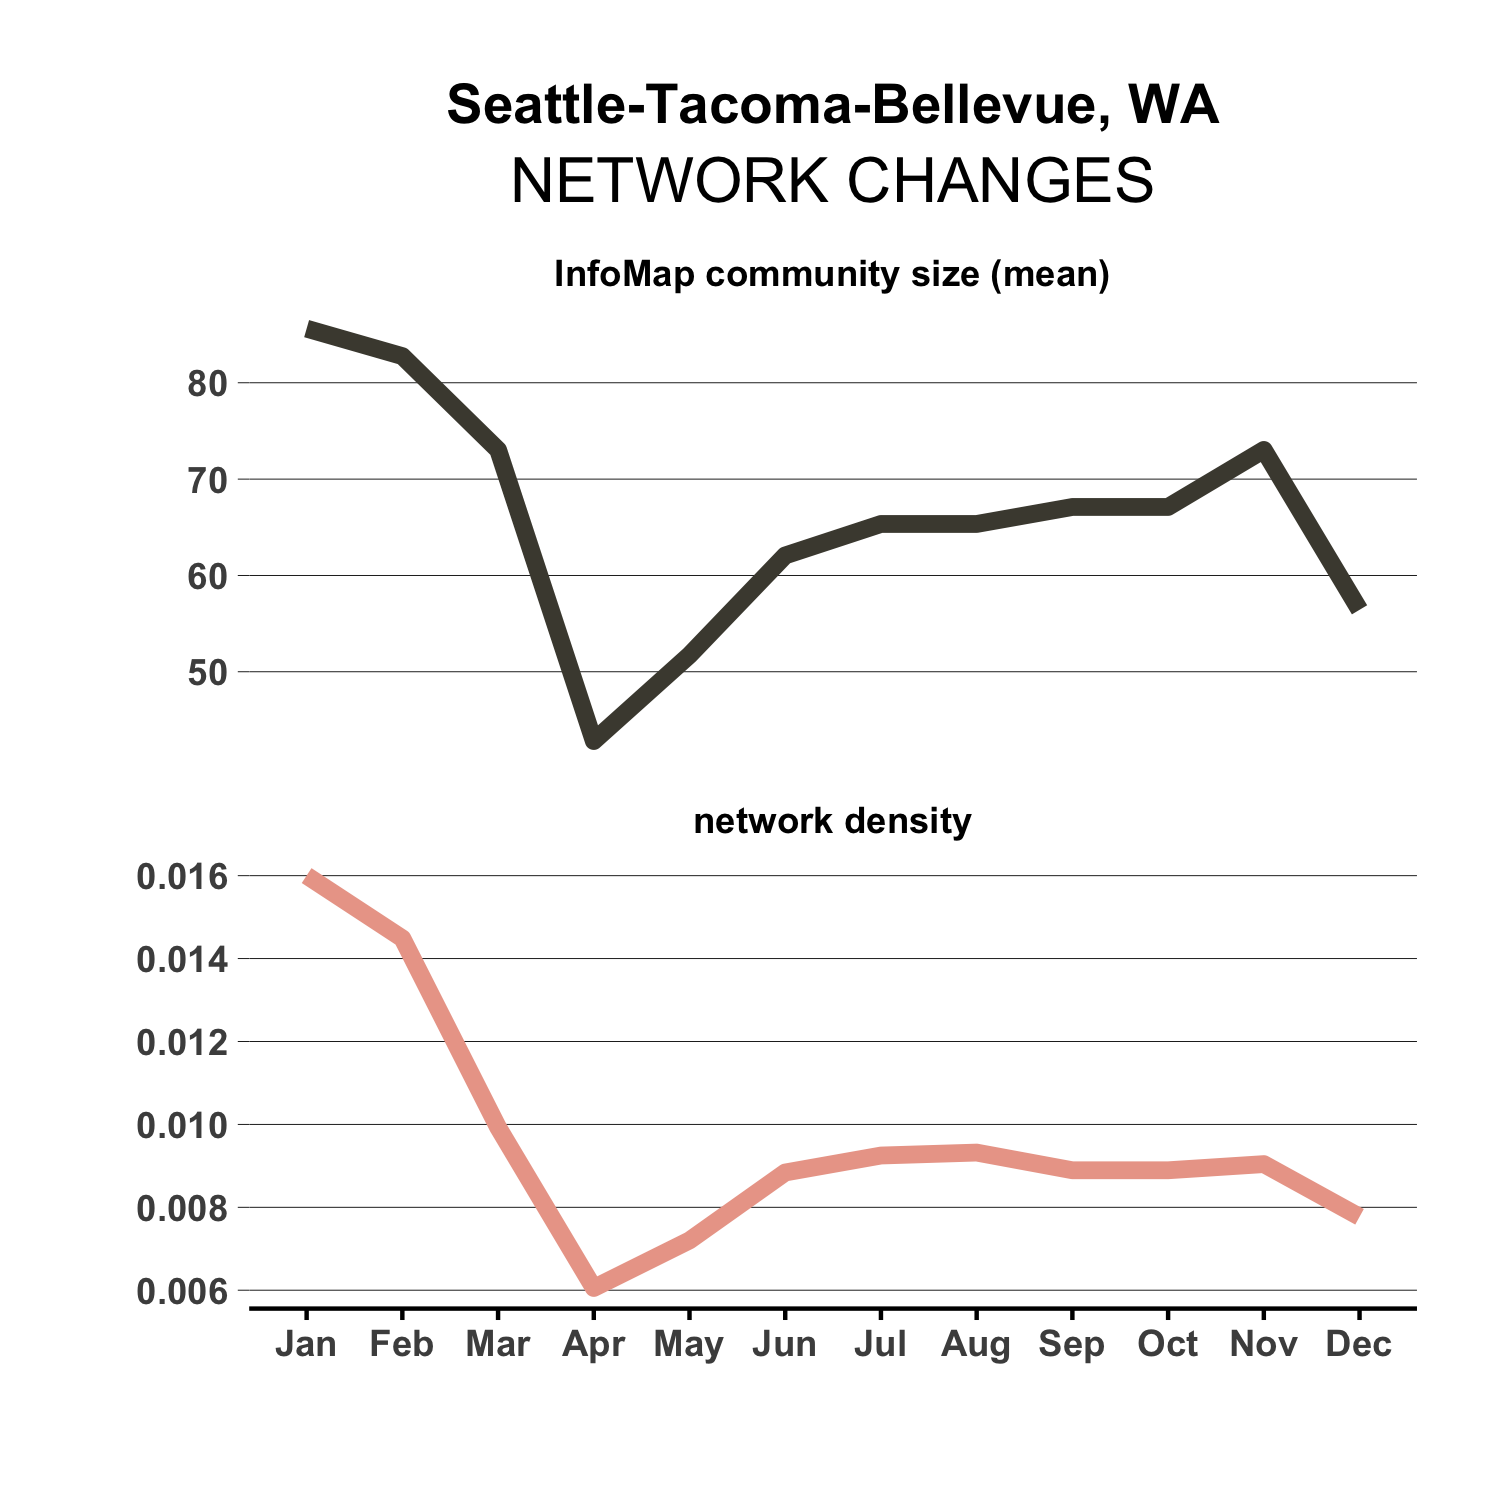 Seattle-Tacoma-Bellevue, WA
NETWORK CHANGES
InfoMap community size (mean)
80
70
60
50
network density
0.016
0.014
0.012
0.010
0.008
0.006
Jan Feb Mar Apr May Jun Jul Aug Sep Oct Nov Dec